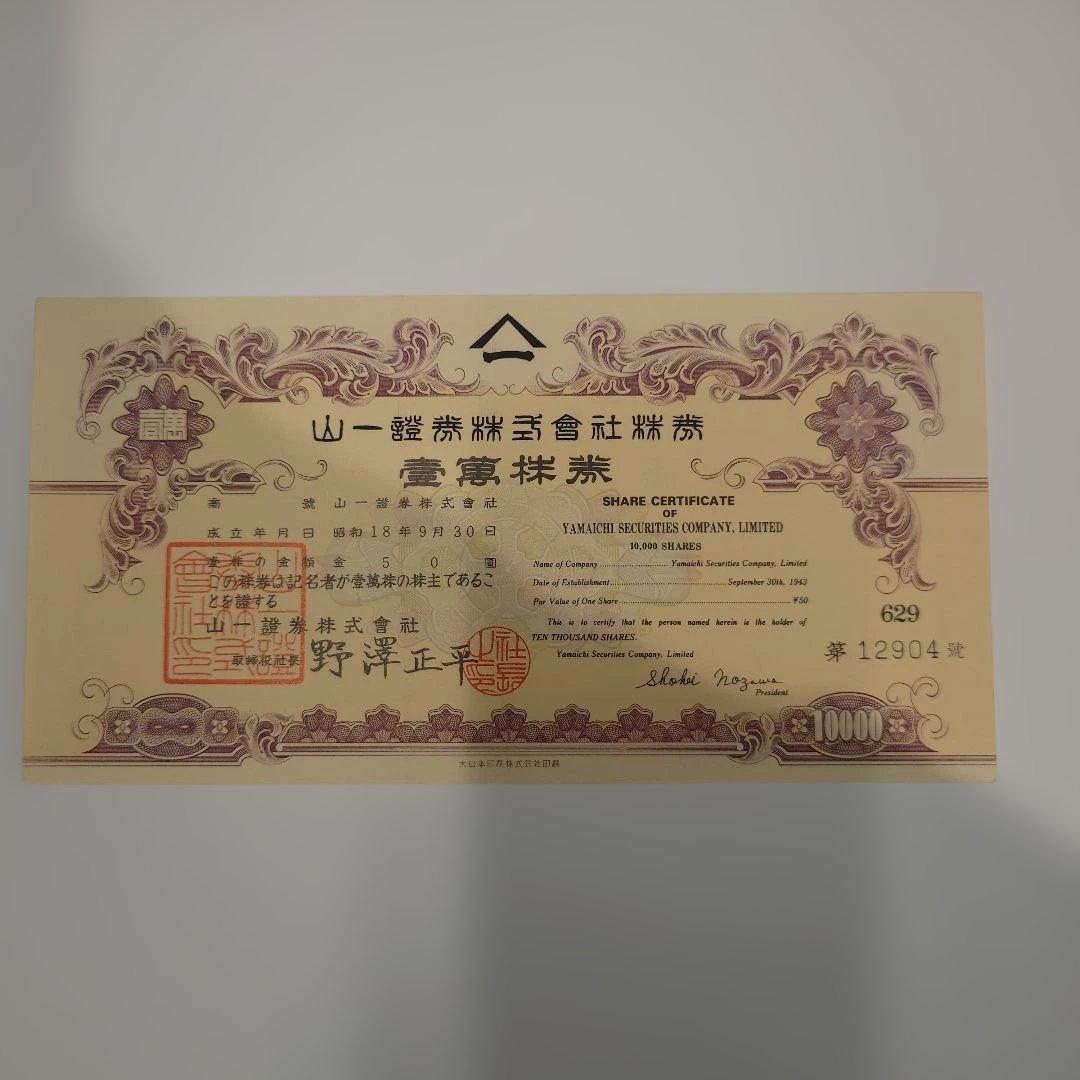 壹萬
山一證券株式會社株券
壹萬株券
商號 山一證券株式會社
成立年月日 昭和18年9月30日
壹株の金額金 50圓
この株券は記名者が壹萬株の株主であるこ
とを證する
山一證券株式會社
取締役社長 野澤正平
SHARE CERTIFICATE
OF
YAMAICHI SECURITIES COMPANY, LIMITED
10,000 SHARES
Name of Company ........................ Yamaichi Securities Company, Limited
Date of Establishment........................ September 30th, 1943
Par Value of One Share ........................ ¥50
This is to certify that the person named herein is the holder of
TEN THOUSAND SHARES.
Yamaichi Securities Company, Limited
Shohei Nozawa
President
629
第 12904 號
10000
大日本印刷株式會社印刷